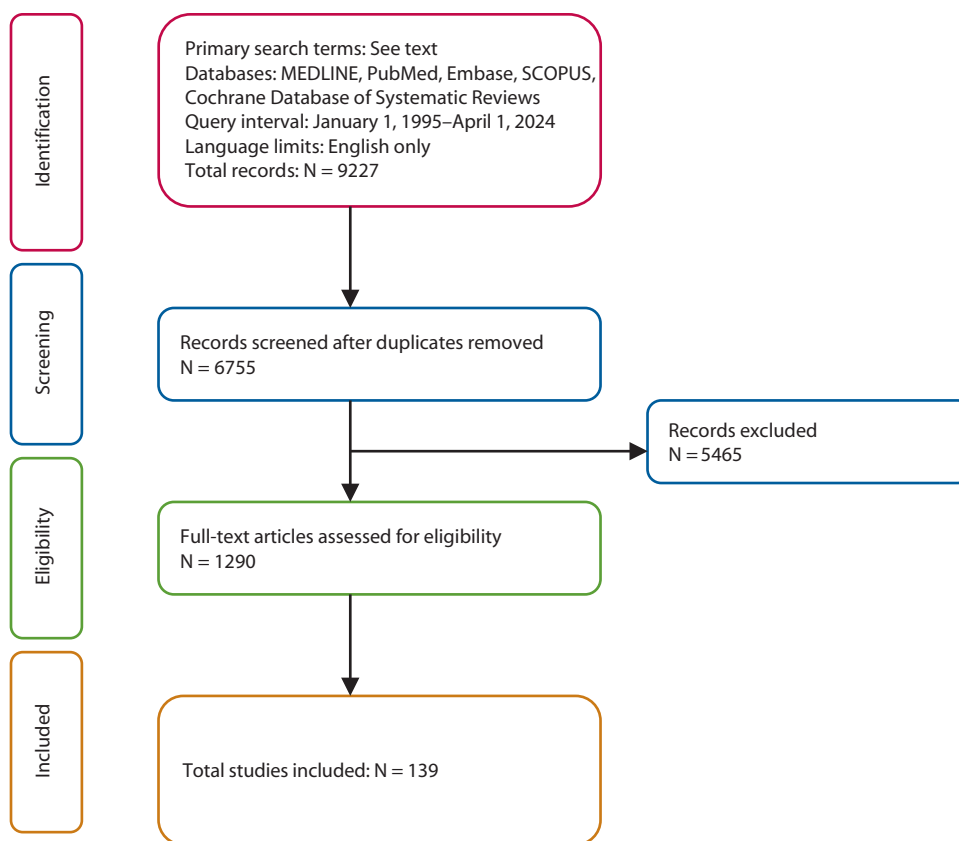 Identification
Primary search terms: See text
Databases: MEDLINE, PubMed, Embase, SCOPUS,
Cochrane Database of Systematic Reviews
Query interval: January 1, 1995–April 1, 2024
Language limits: English only
Total records: N = 9227
Screening
Records screened after duplicates removed
N = 6755
Records excluded
N = 5465
Eligibility
Full-text articles assessed for eligibility
N = 1290
Included
Total studies included: N = 139